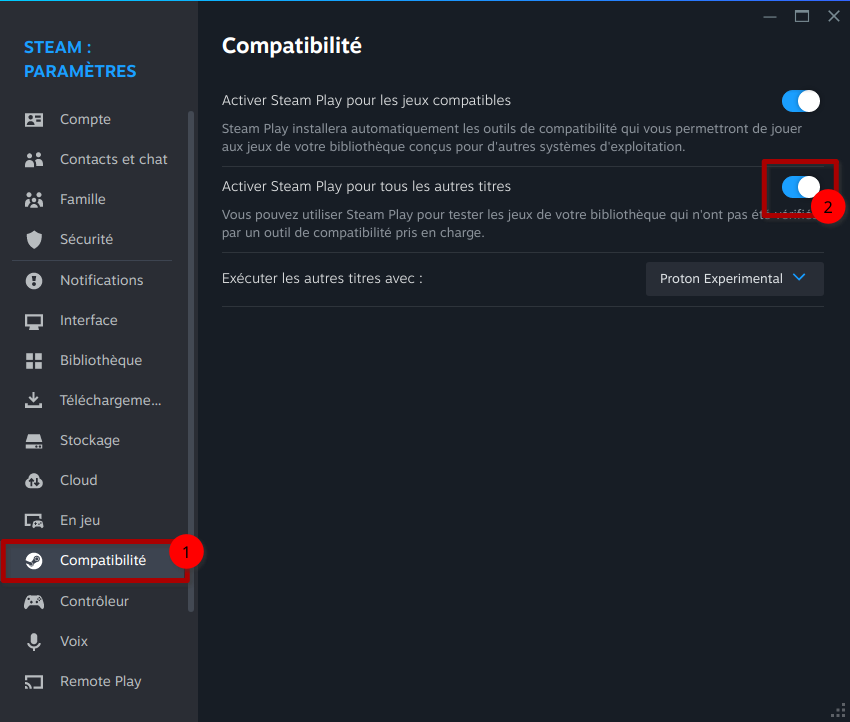 STEAM :
PARAMÈTRES
Compte
Contacts et chat
Famille
Sécurité
Notifications
Interface
Bibliothèque
Téléchargeme...
Stockage
Cloud
En jeu
Compatibilité
1
Contrôleur
Voix
Remote Play
Compatibilité
Activer Steam Play pour les jeux compatibles
Steam Play installera automatiquement les outils de compatibilité qui vous permettront de jouer
aux jeux de votre bibliothèque conçus pour d'autres systèmes d'exploitation.
Activer Steam Play pour tous les autres titres
2
Vous pouvez utiliser Steam Play pour tester les jeux de votre bibliothèque qui n'ont pas été vérifiés
par un outil de compatibilité pris en charge.
Exécuter les autres titres avec :
Proton Experimental